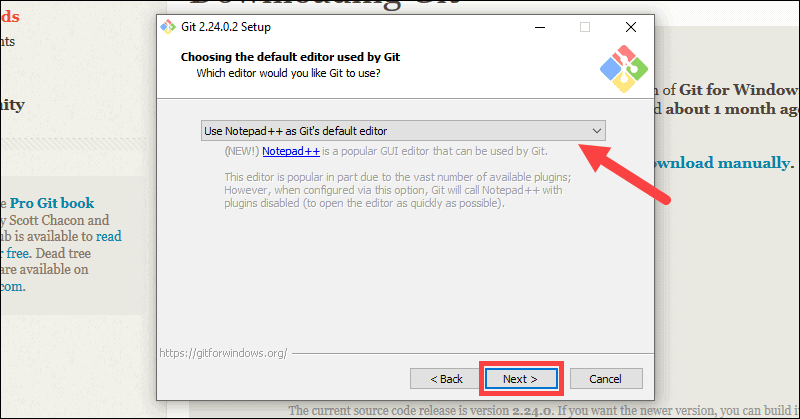 Downloading Git
ds
nts
nity
e Pro Git book
y Scott Chacon and
ub is available to read
r free. Dead tree
are available on
com.
Git 2.24.0.2 Setup
Choosing the default editor used by Git
Which editor would you like Git to use?
Use Notepad++ as Git's default editor
(NEW!) Notepad++ is a popular GUI editor that can be used by Git.
This editor is popular in part due to the vast number of available plugins;
However, when configured via this option, Git will call Notepad++ with
plugins disabled (to open the editor as quickly as possible).
https://gitforwindows.org/
< Back
Next >
Cancel
n of Git for Window
d about 1 month ago
ownload manually.
The current source code release is version 2.24.0. If you want the newer version, you can build i